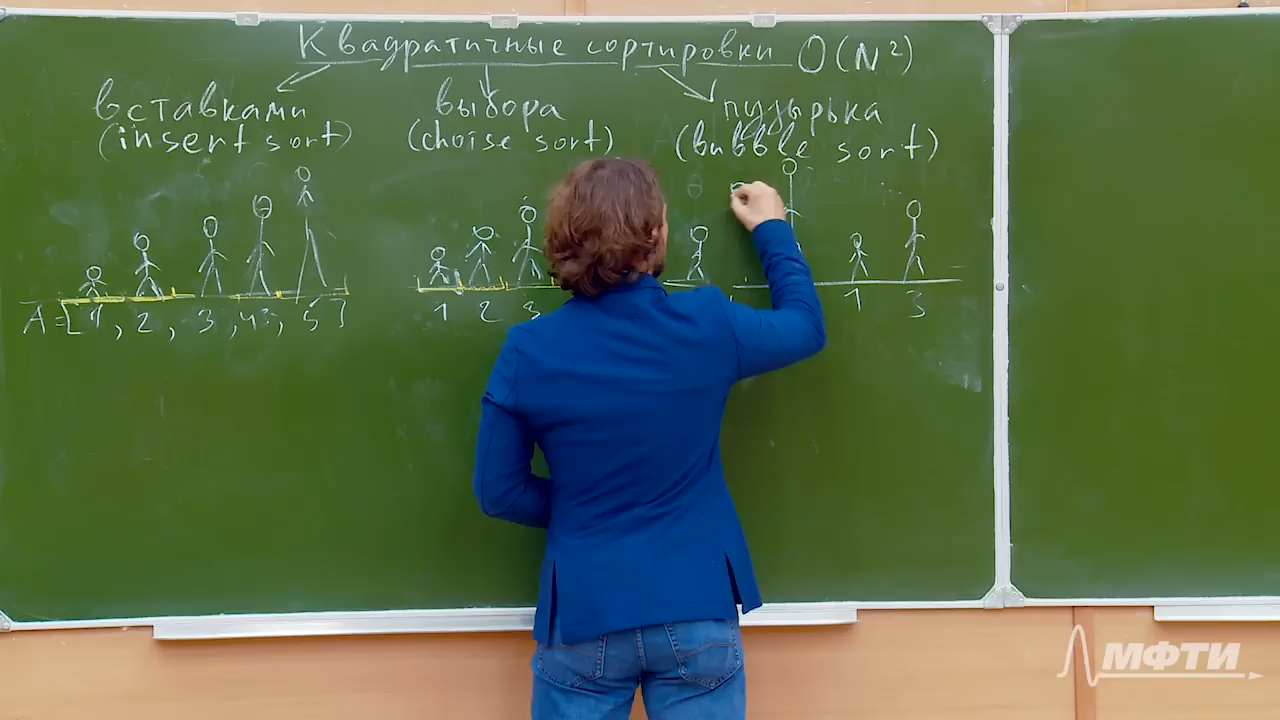 Квадратичные сортировки O(N²)
вставками
(insert sort)
выбора
(choise sort)
пузырька
(bubble sort)
A=[1, 2, 3, 4, 5]
1 2 3
1 3
МФТИ